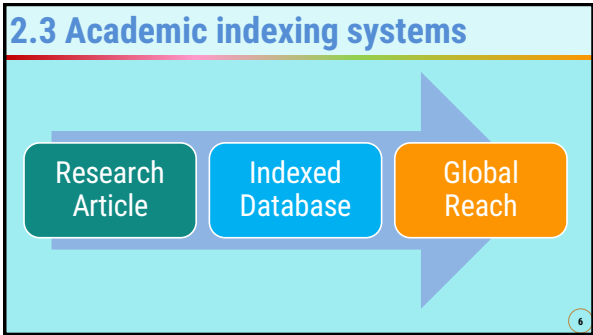 2.3 Academic indexing systems
Research
Article
Indexed
Database
Global
Reach
6